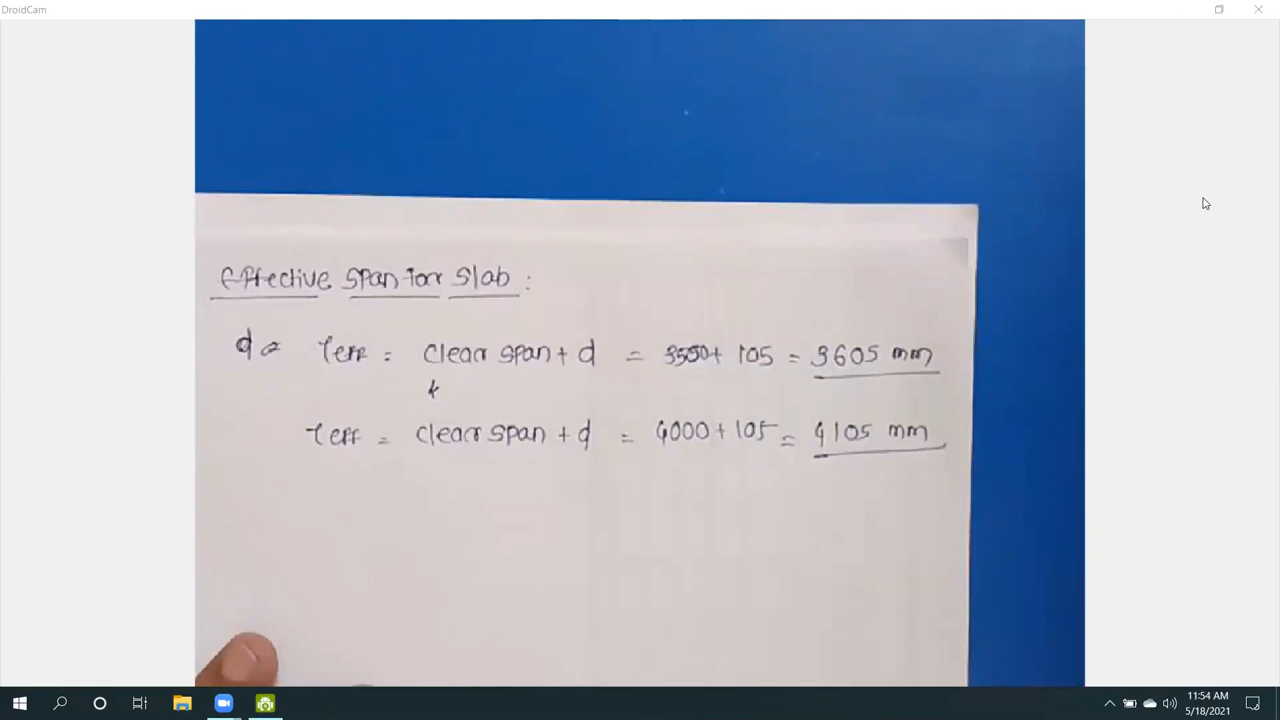 DroidCam
Effective Span for Slab :
d = leff = clear span + d = 3500 + 105 = 3605 mm
leff = clear span + d = 4000 + 105 = 4105 mm
11:54 AM
5/18/2021